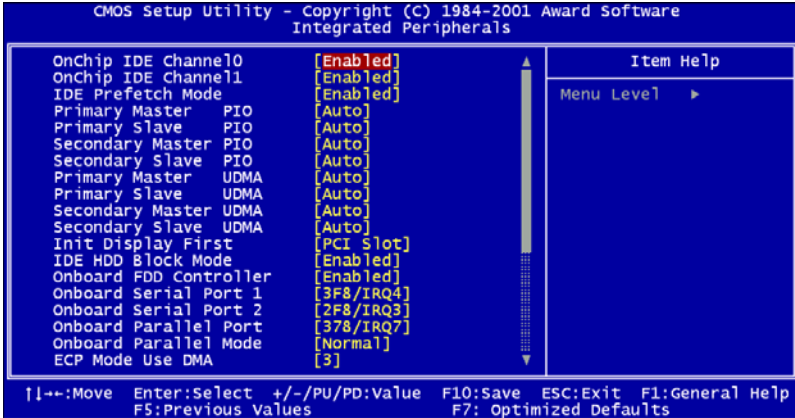 CMOS Setup Utility - Copyright (C) 1984-2001 Award Software
Integrated Peripherals
OnChip IDE Channel0 [Enabled]
OnChip IDE Channel1 [Enabled]
IDE Prefetch Mode [Enabled]
Primary Master PIO [Auto]
Primary Slave PIO [Auto]
Secondary Master PIO [Auto]
Secondary Slave PIO [Auto]
Primary Master UDMA [Auto]
Primary Slave UDMA [Auto]
Secondary Master UDMA [Auto]
Secondary Slave UDMA [Auto]
Init Display First [PCI Slot]
IDE HDD Block Mode [Enabled]
Onboard FDD Controller [Enabled]
Onboard Serial Port 1 [3F8/IRQ4]
Onboard Serial Port 2 [2F8/IRQ3]
Onboard Parallel Port [378/IRQ7]
Onboard Parallel Mode [Normal]
ECP Mode Use DMA [3]
Item Help
Menu Level ►
↑↓→←:Move Enter:Select +/-/PU/PD:Value F10:Save ESC:Exit F1:General Help
F5:Previous Values F7: Optimized Defaults